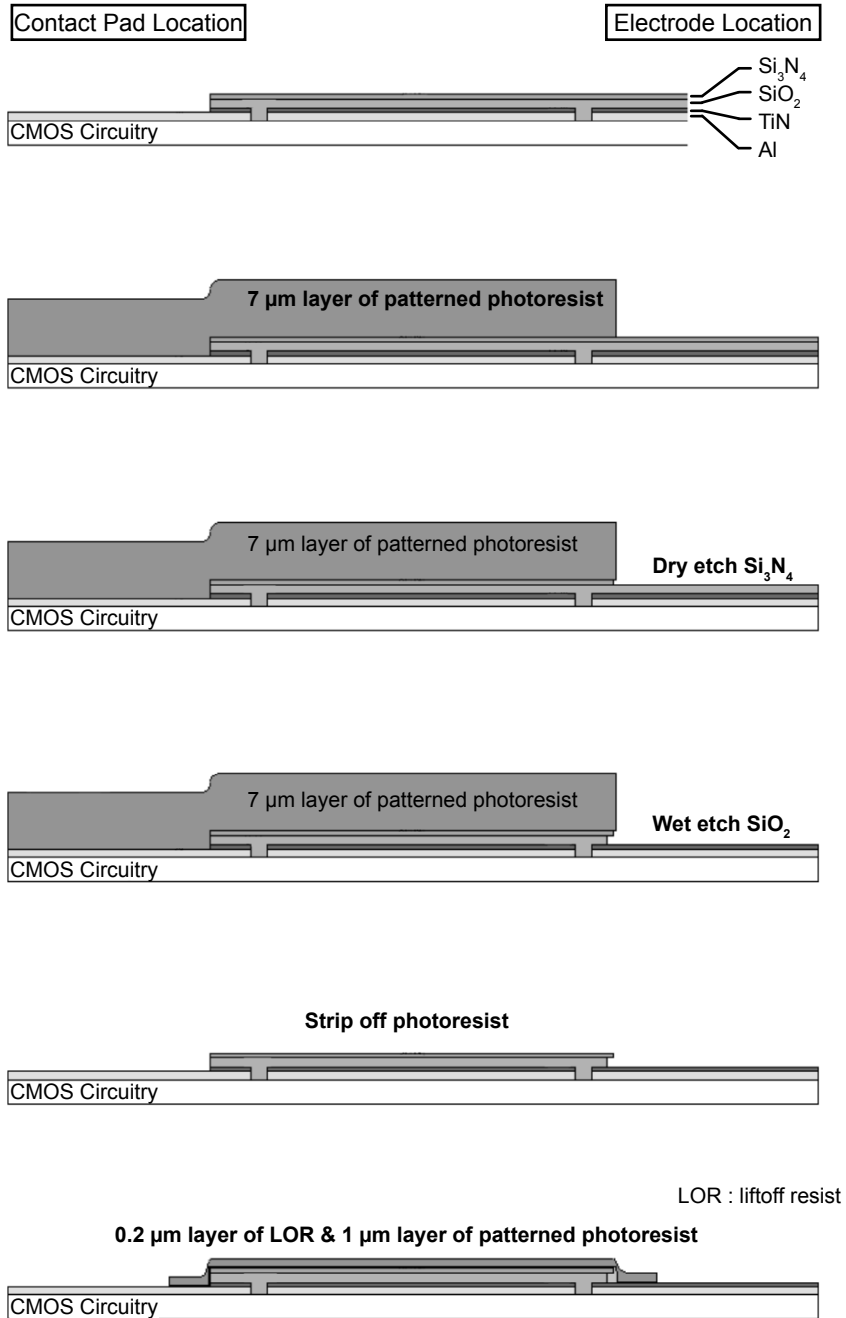 Contact Pad Location
Electrode Location
Si₃N₄
SiO₂
TiN
Al
CMOS Circuitry
7 µm layer of patterned photoresist
CMOS Circuitry
7 µm layer of patterned photoresist
Dry etch Si₃N₄
CMOS Circuitry
7 µm layer of patterned photoresist
Wet etch SiO₂
CMOS Circuitry
Strip off photoresist
CMOS Circuitry
LOR : liftoff resist
0.2 µm layer of LOR & 1 µm layer of patterned photoresist
CMOS Circuitry